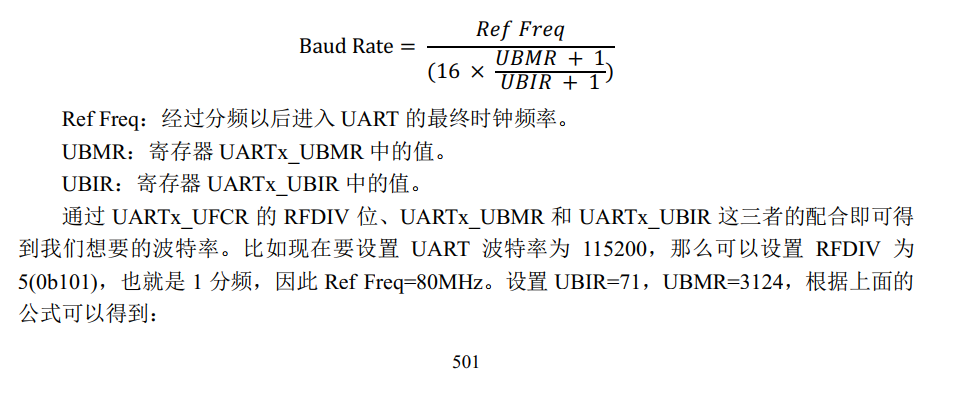 Baud Rate = Ref Freq / (16 × (UBMR + 1)/(UBIR + 1))
Ref Freq：经过分频以后进入 UART 的最终时钟频率。
UBMR：寄存器 UARTx_UBMR 中的值。
UBIR：寄存器 UARTx_UBIR 中的值。
通过 UARTx_UFCR 的 RFDIV 位、UARTx_UBMR 和 UARTx_UBIR 这三者的配合即可得
到我们想要的波特率。比如现在要设置 UART 波特率为 115200，那么可以设置 RFDIV 为
5(0b101)，也就是 1 分频，因此 Ref Freq=80MHz。设置 UBIR=71，UBMR=3124，根据上面的
公式可以得到：
501